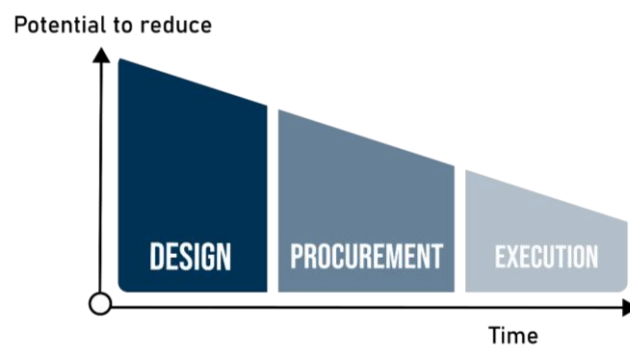 Potential to reduce
DESIGN
PROCUREMENT
EXECUTION
Time